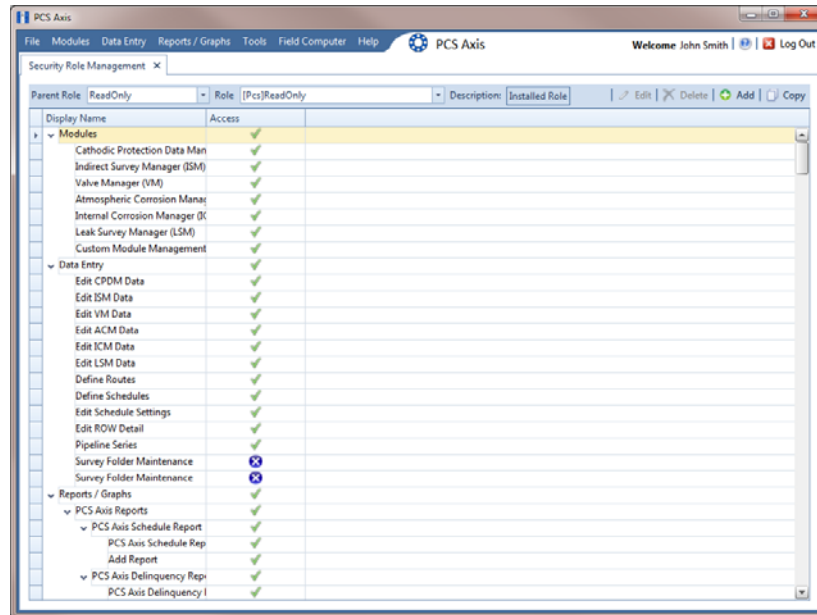 PCS Axis
File Modules Data Entry Reports / Graphs Tools Field Computer Help PCS Axis Welcome John Smith Log Out
Security Role Management
Parent Role ReadOnly Role [Pcs]ReadOnly Description: Installed Role Edit Delete Add Copy
Display Name Access
Modules
Cathodic Protection Data Man
Indirect Survey Manager (ISM)
Valve Manager (VM)
Atmospheric Corrosion Manag
Internal Corrosion Manager (IC
Leak Survey Manager (LSM)
Custom Module Management
Data Entry
Edit CPDM Data
Edit ISM Data
Edit VM Data
Edit ACM Data
Edit ICM Data
Edit LSM Data
Define Routes
Define Schedules
Edit Schedule Settings
Edit ROW Detail
Pipeline Series
Survey Folder Maintenance
Survey Folder Maintenance
Reports / Graphs
PCS Axis Reports
PCS Axis Schedule Report
PCS Axis Schedule Rep
Add Report
PCS Axis Delinquency Rep
PCS Axis Delinquency